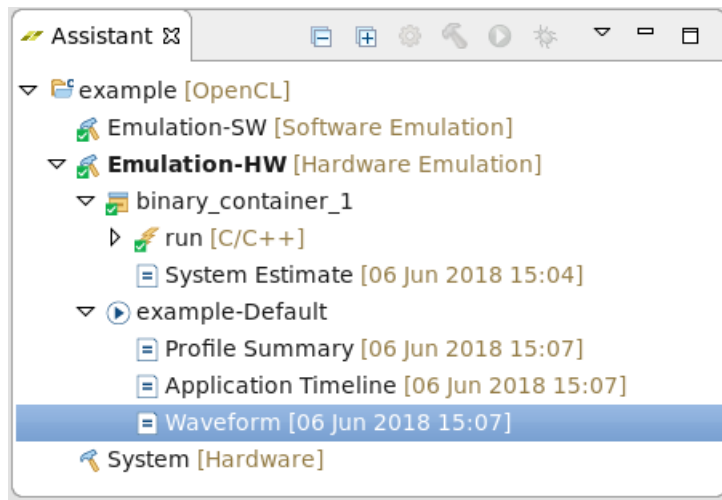 Assistant
example [OpenCL]
Emulation-SW [Software Emulation]
Emulation-HW [Hardware Emulation]
binary_container_1
run [C/C++]
System Estimate [06 Jun 2018 15:04]
example-Default
Profile Summary [06 Jun 2018 15:07]
Application Timeline [06 Jun 2018 15:07]
Waveform [06 Jun 2018 15:07]
System [Hardware]